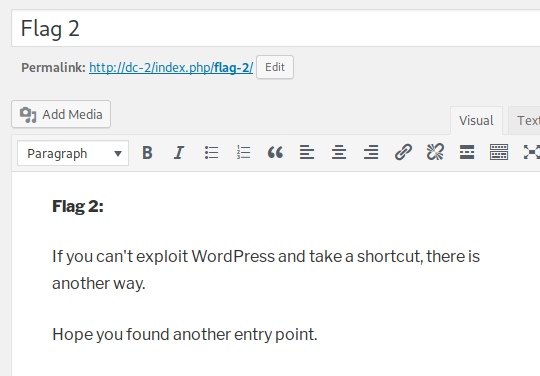 Flag 2
Permalink: http://dc-2/index.php/flag-2/ Edit
Add Media
Visual Text
Paragraph B I
Flag 2:
If you can't exploit WordPress and take a shortcut, there is
another way.
Hope you found another entry point.